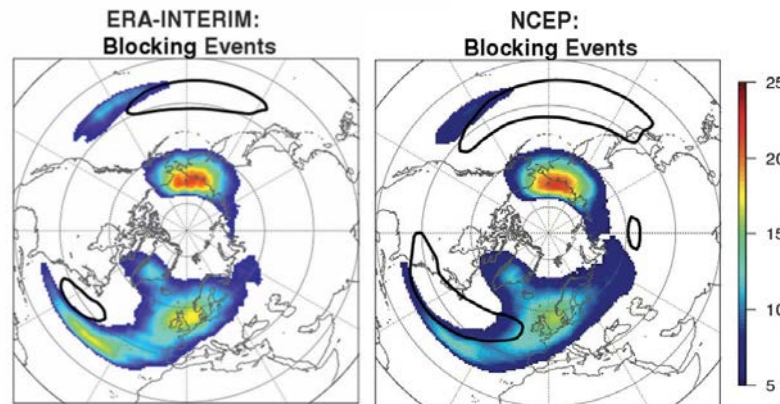 ERA-INTERIM:
Blocking Events
NCEP:
Blocking Events
25
20
15
10
5